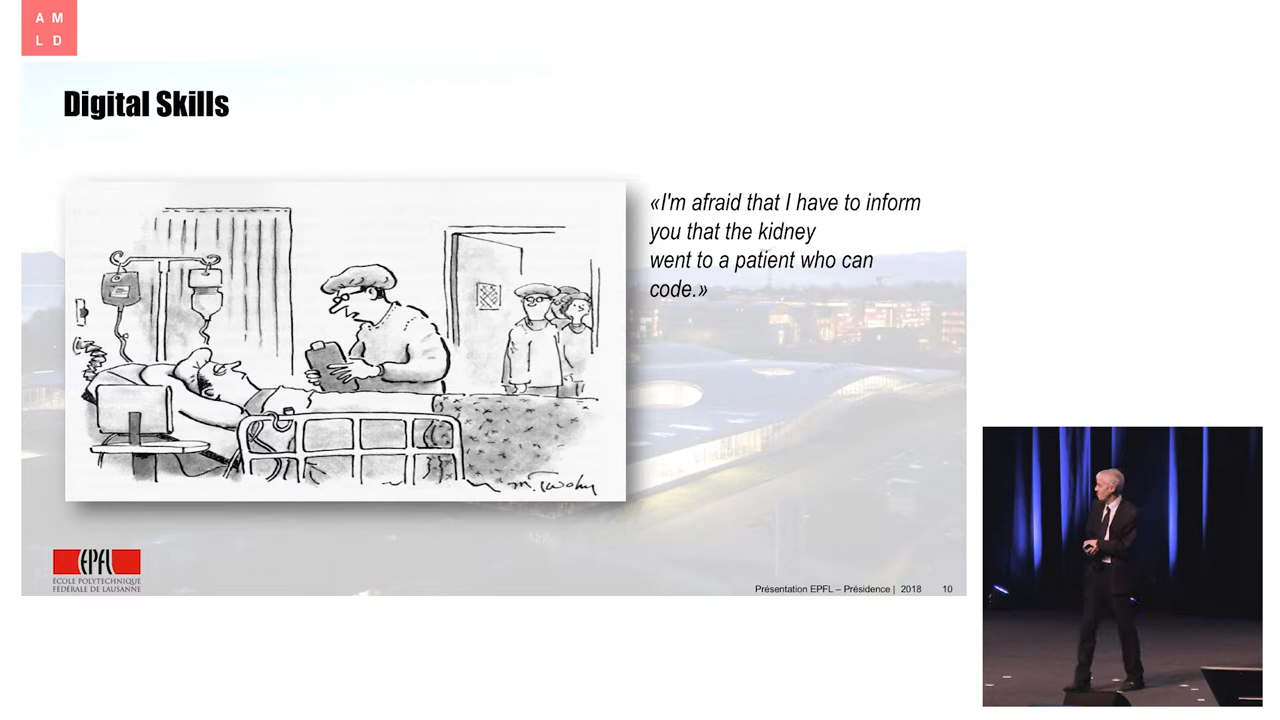 A M
L D
Digital Skills
«I'm afraid that I have to inform
you that the kidney
went to a patient who can
code.»
EPFL
ÉCOLE POLYTECHNIQUE
FÉDÉRALE DE LAUSANNE
Présentation EPFL – Présidence | 2018 10